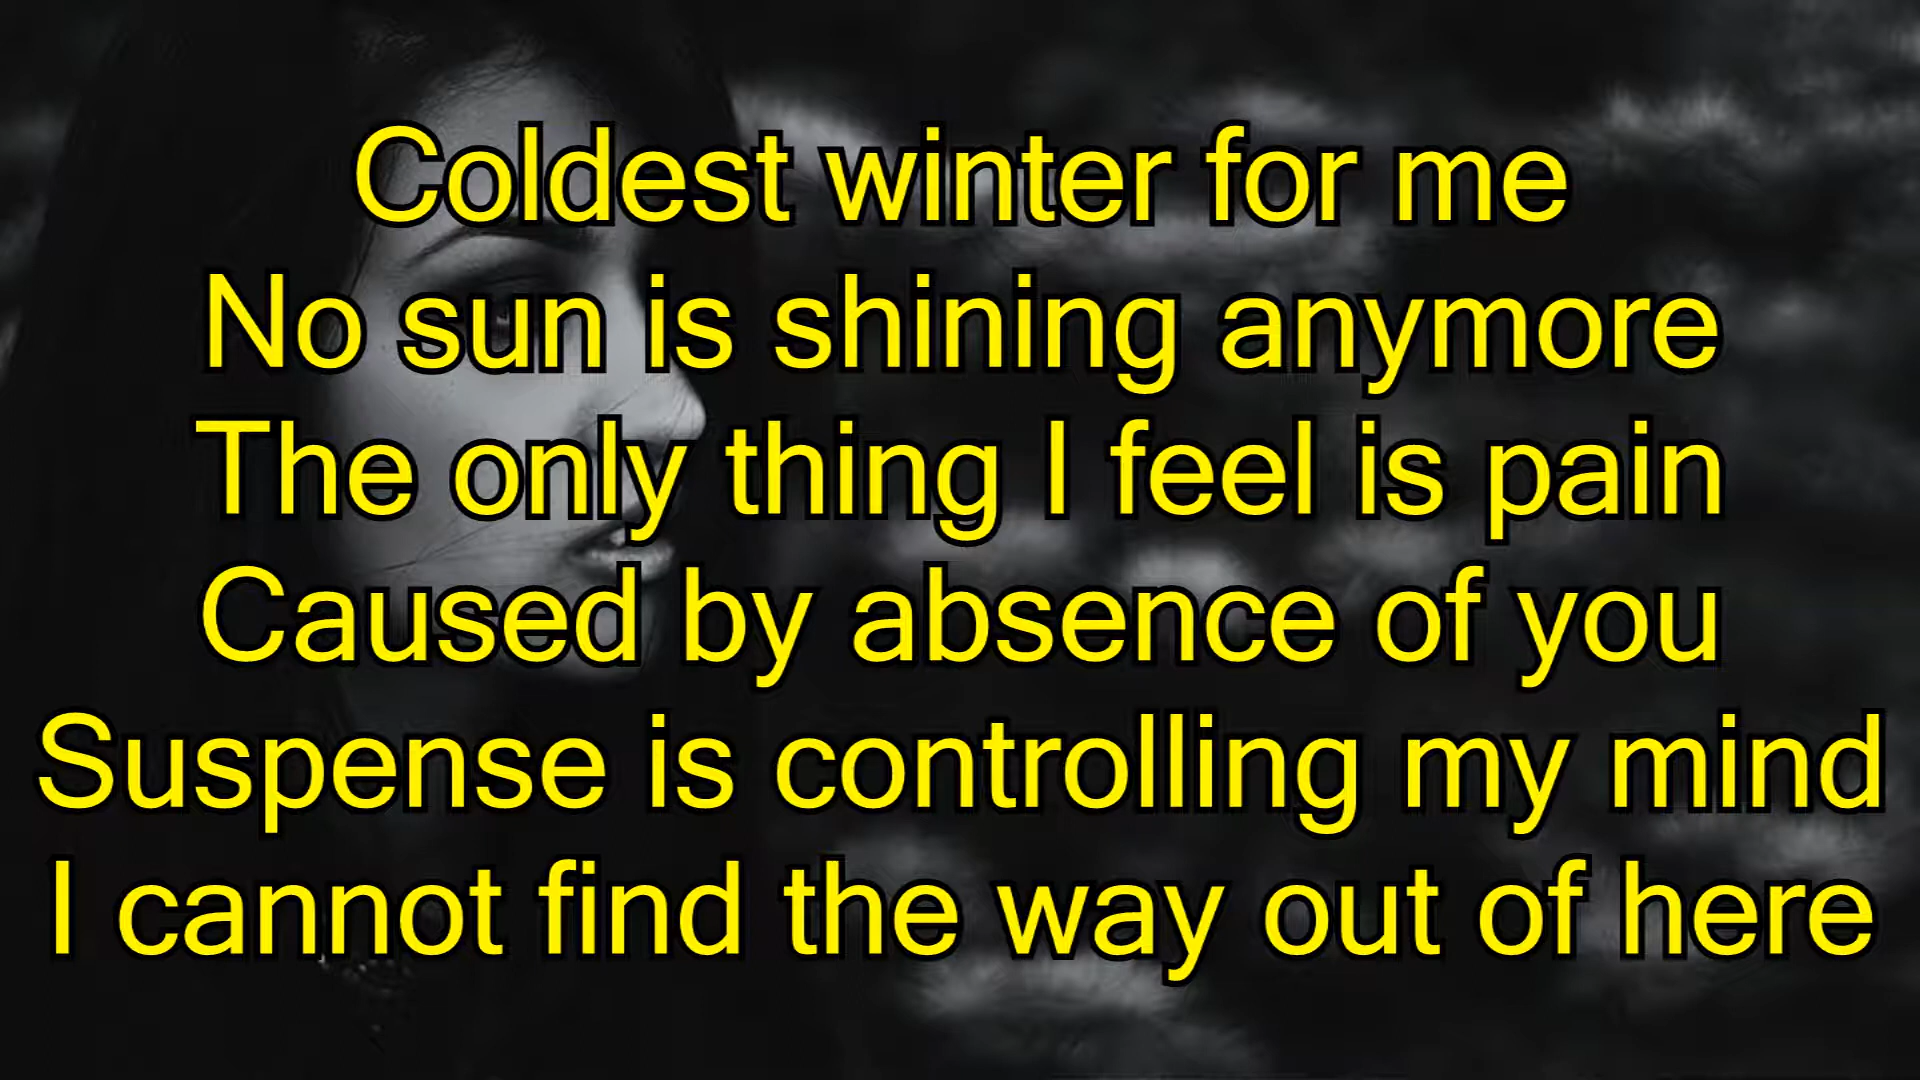 Coldest winter for me
No sun is shining anymore
The only thing I feel is pain
Caused by absence of you
Suspense is controlling my mind
I cannot find the way out of here